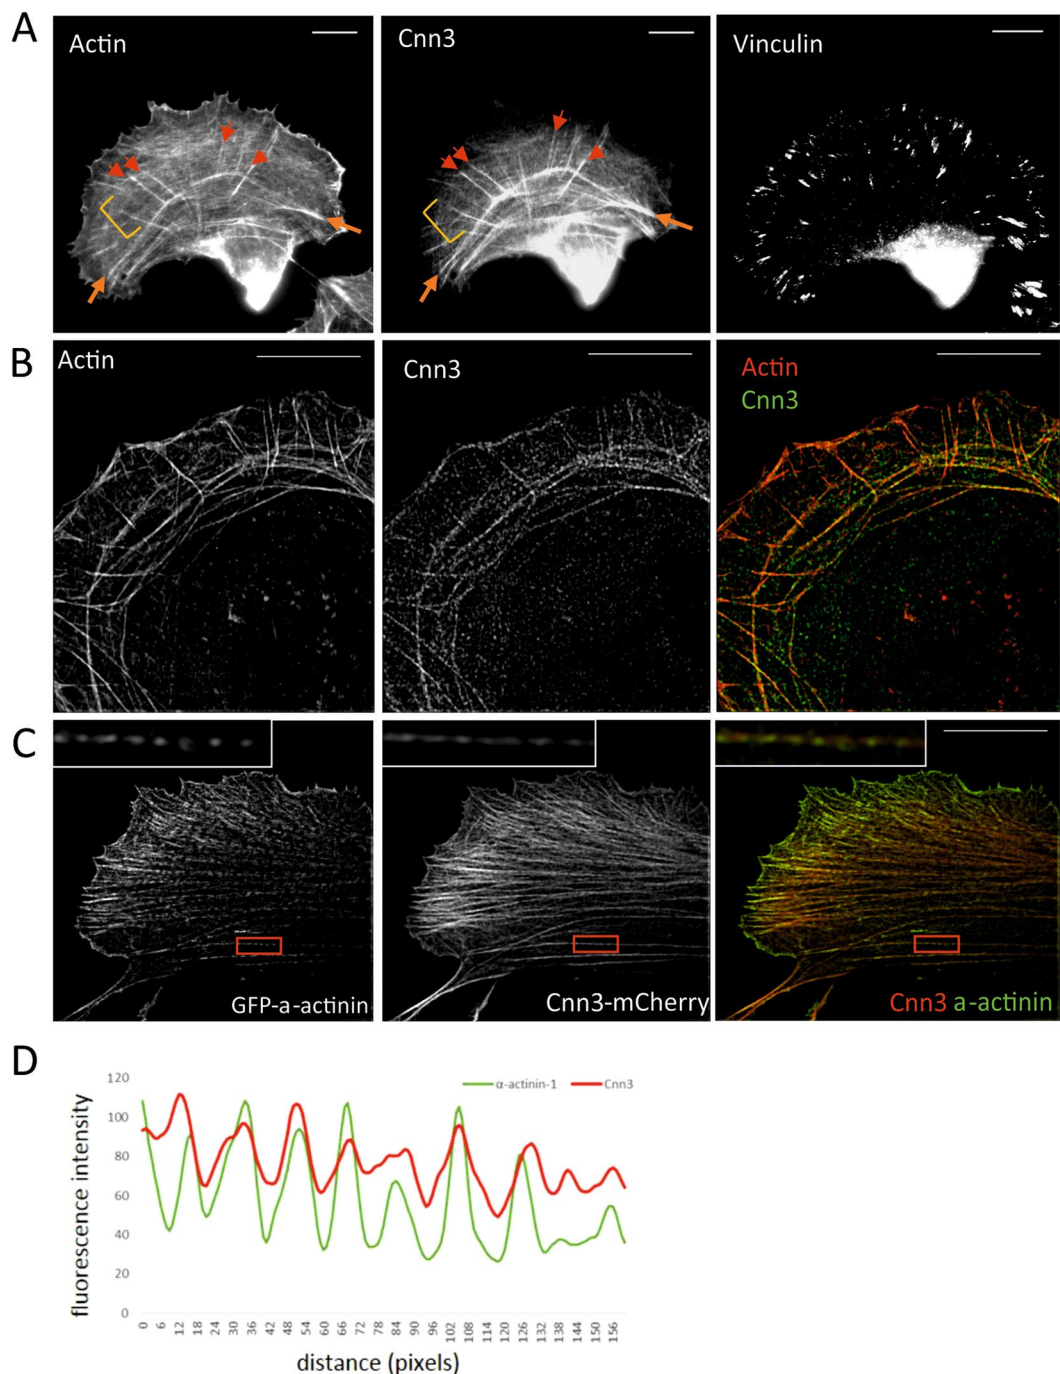 A
Actin
Cnn3
Vinculin
B
Actin
Cnn3
Actin
Cnn3
C
GFP-a-actinin
Cnn3-mCherry
Cnn3 a-actinin
D
α-actinin-1 Cnn3
120
100
80
60
40
20
0
fluorescence intensity
0 6 12 18 24 30 36 42 48 54 60 66 72 78 84 90 96 102 108 114 120 126 132 138 144 150 156
distance (pixels)